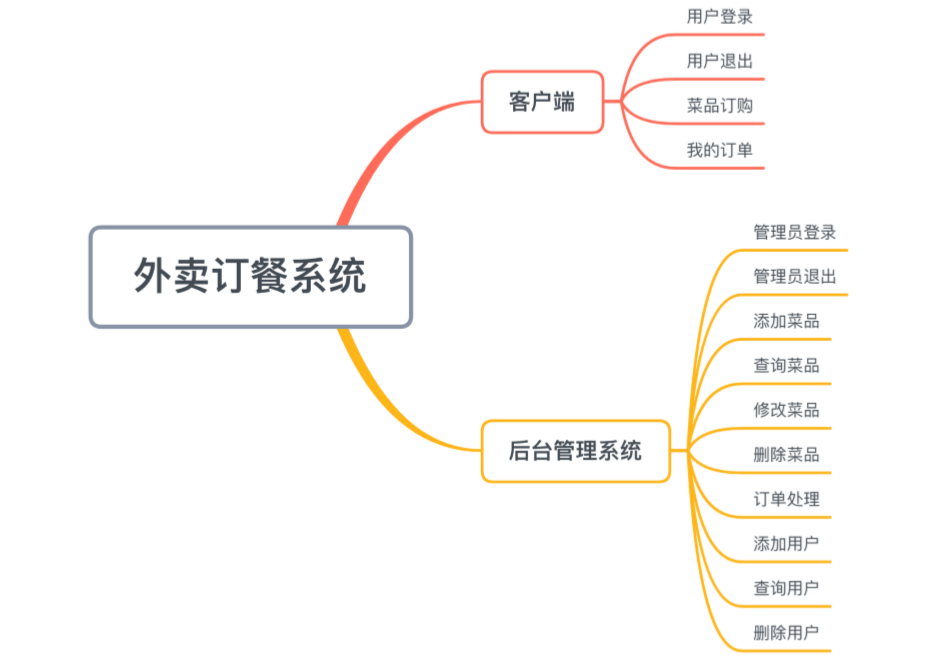 外卖订餐系统
客户端
用户登录
用户退出
菜品订购
我的订单
后台管理系统
管理员登录
管理员退出
添加菜品
查询菜品
修改菜品
删除菜品
订单处理
添加用户
查询用户
删除用户